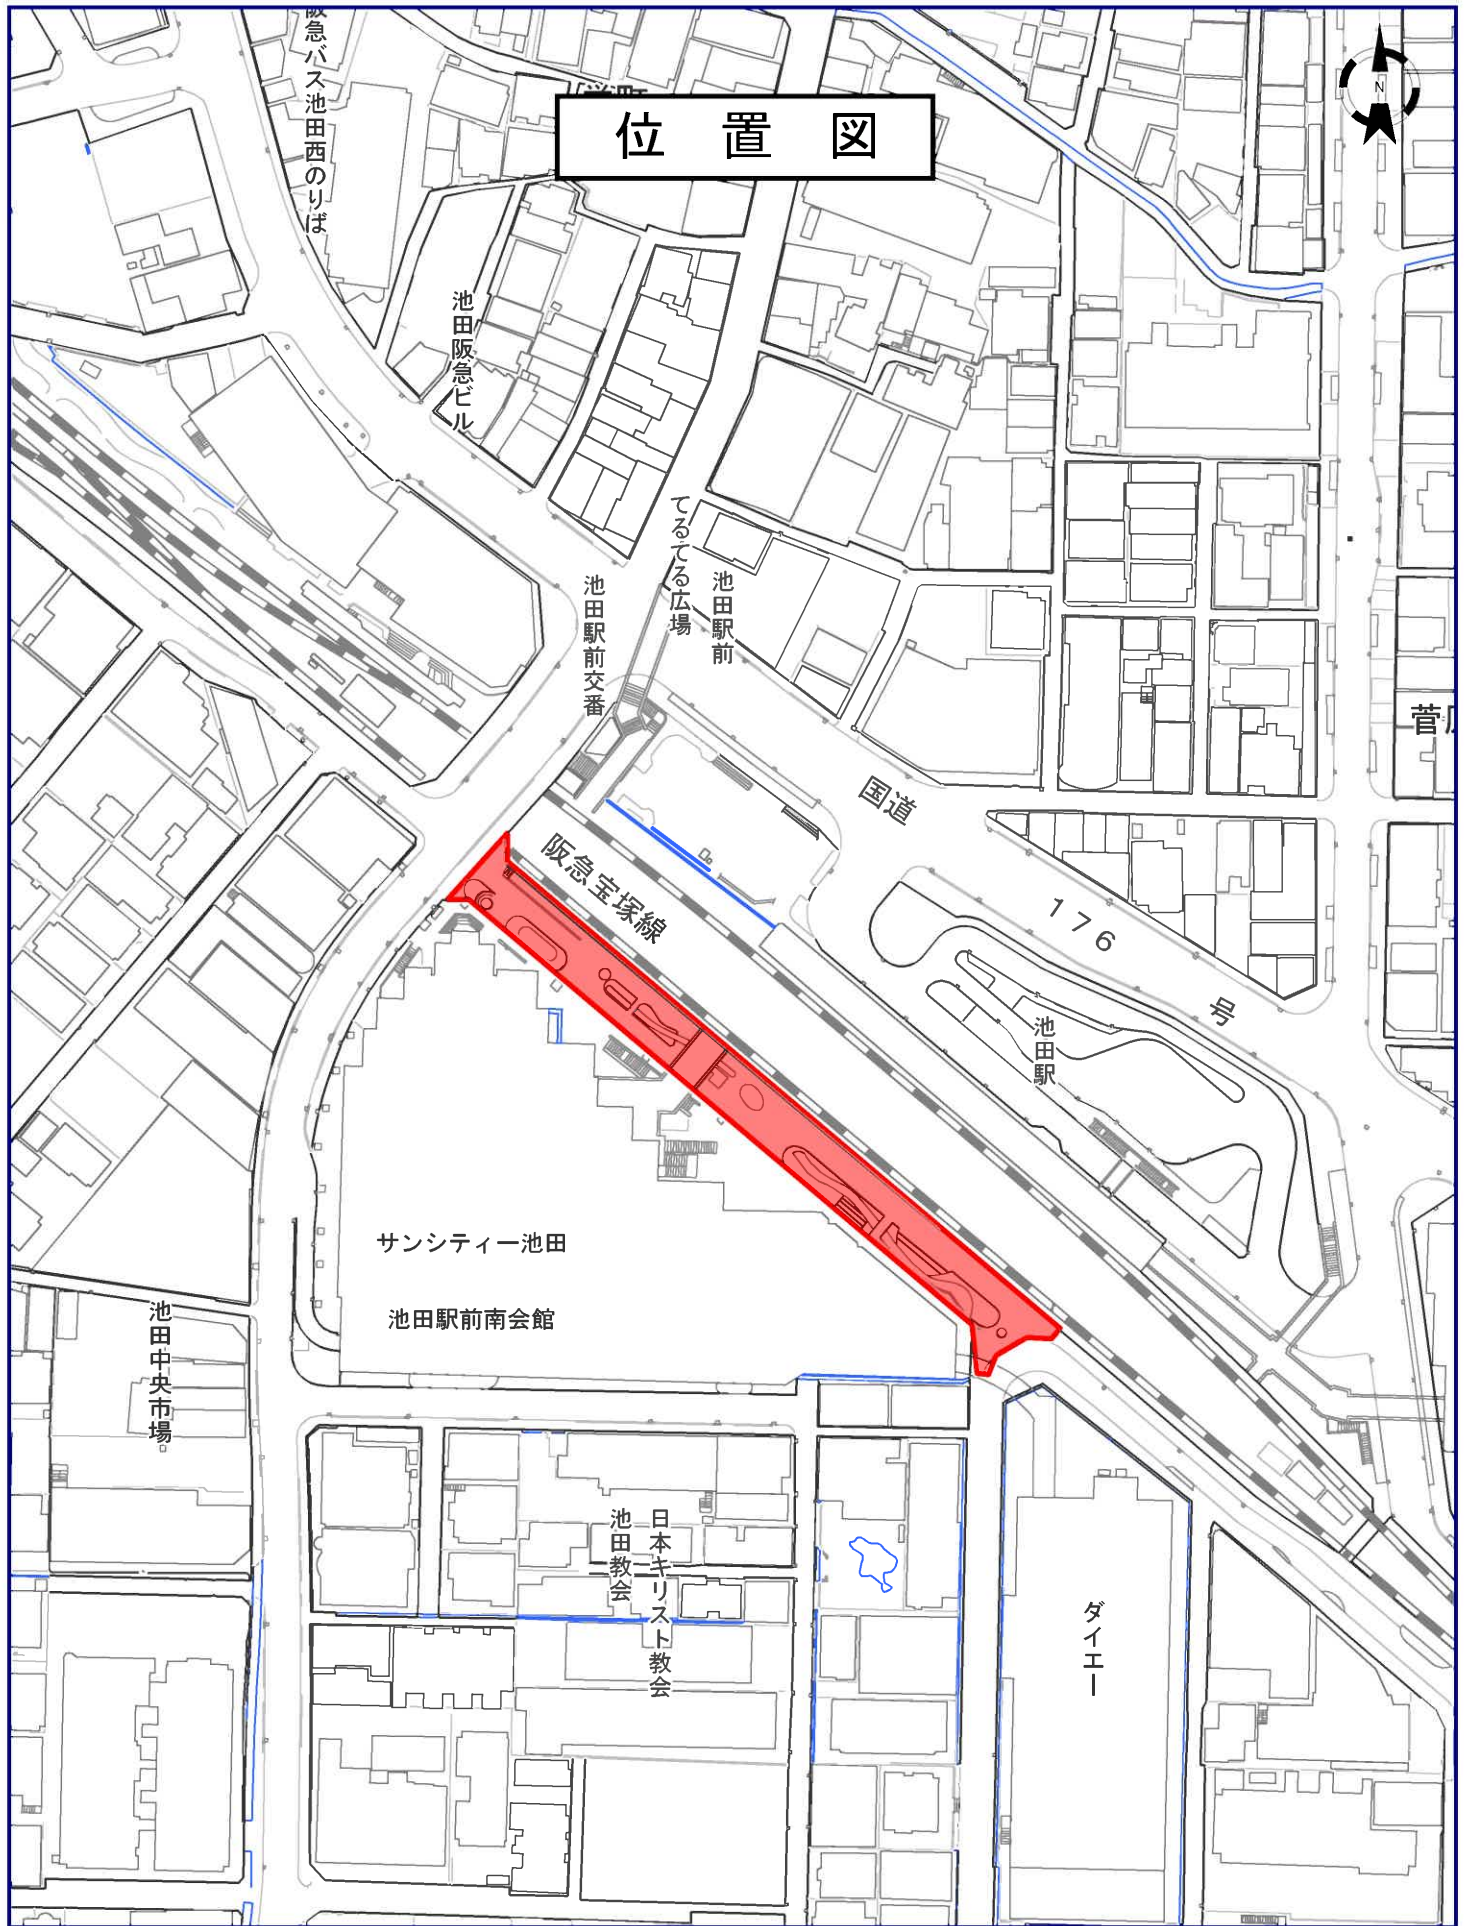 阪急バス池田西のりば
位置図
N
池田阪急ビル
てるてる広場
池田駅前
池田駅前交番
国道
176
号
阪急宝塚線
池田駅
サンシティー池田
池田駅前南会館
池田中央市場
日本キリスト教会
池田教会
ダイエー